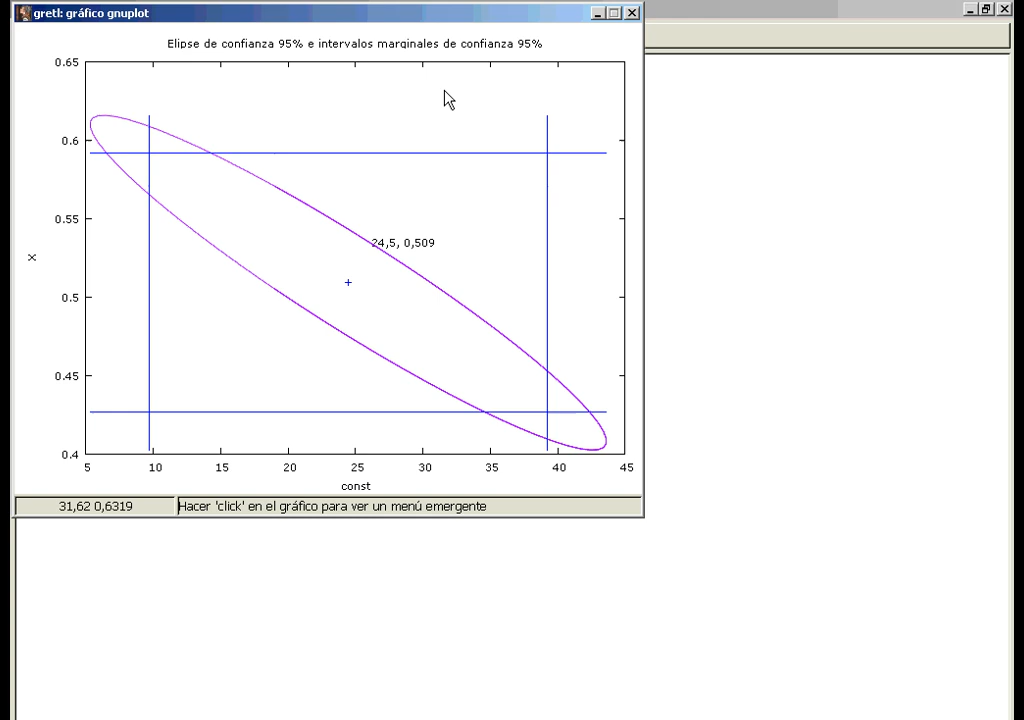 gretl: gráfico gnuplot
Elipse de confianza 95% e intervalos marginales de confianza 95%
0.65
0.6
0.55
24,5, 0,509
X
0.5
0.45
0.4
5 10 15 20 25 30 35 40 45
const
31,62 0,6319 Hacer 'click' en el gráfico para ver un menú emergente